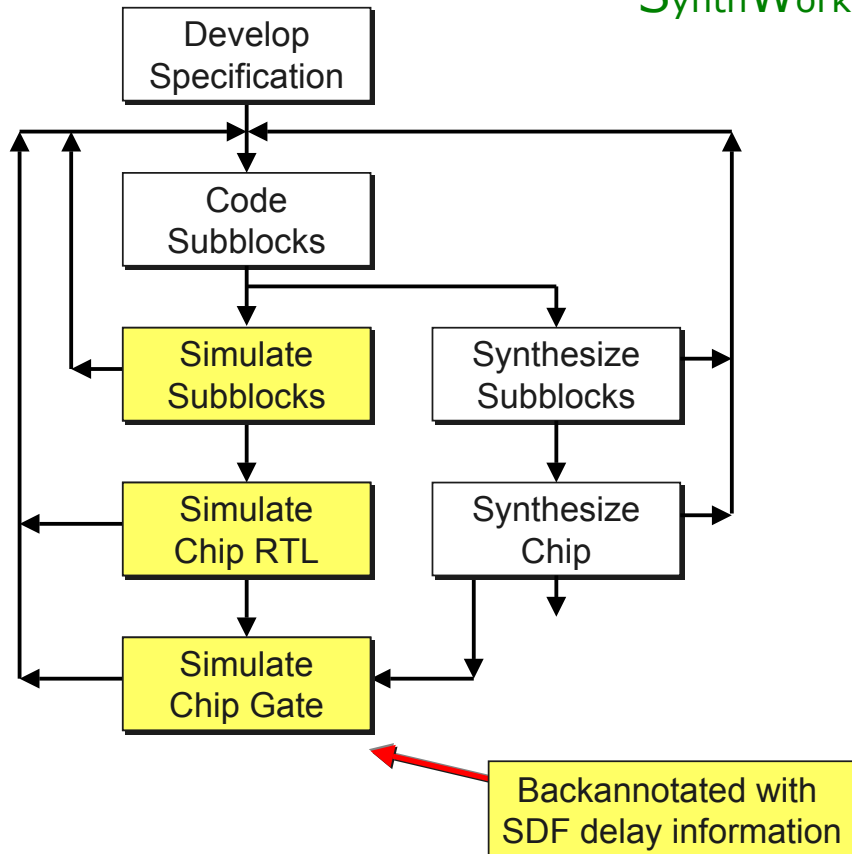 SynthWork
Develop
Specification
Code
Subblocks
Simulate
Subblocks
Synthesize
Subblocks
Simulate
Chip RTL
Synthesize
Chip
Simulate
Chip Gate
Backannotated with
SDF delay information